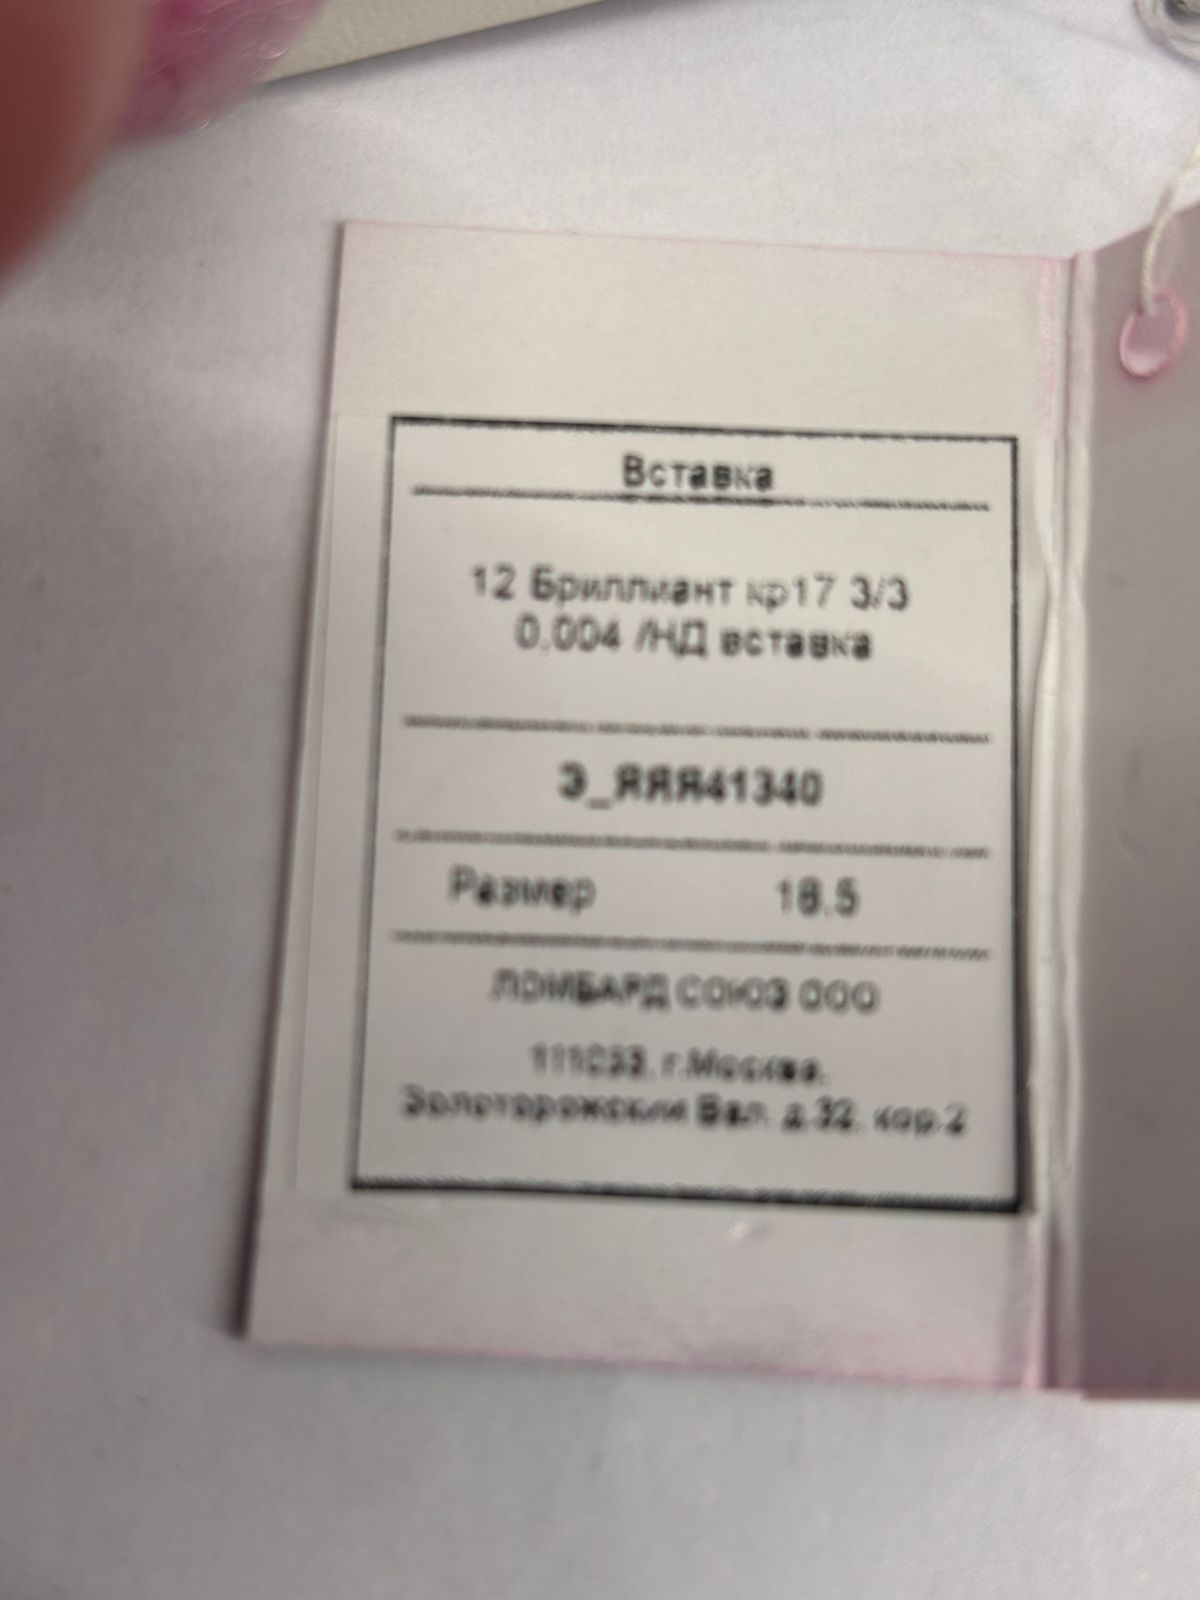 Вставка
12 Бриллиант кр17 3/3
0.004 /НД вставка
Э_ЯЯЯ41340
Размер 18.5
ЛОМБАРД СОЮЗ ООО
111033, г.Москва,
Золоторожский Вал, д.32, кор.2